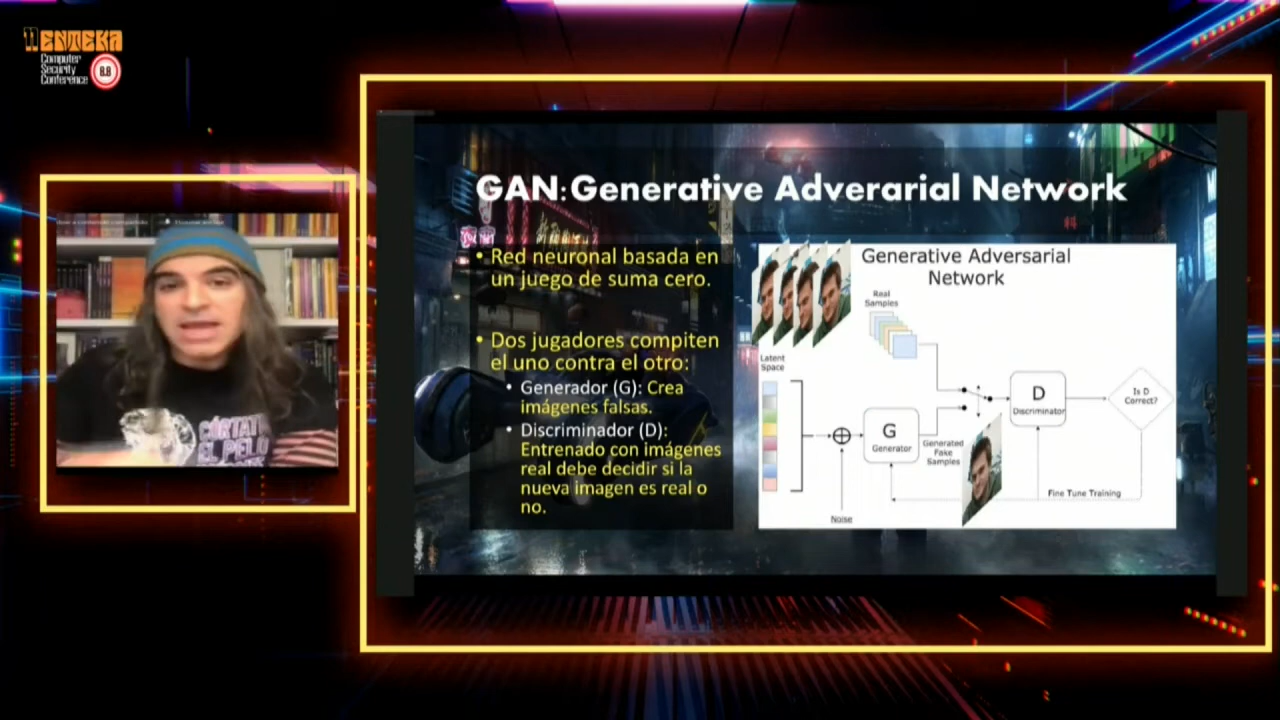 11ENTEKA
Computer
Security
Conference
8.8
CÓRTATE
EL PELO
GAN:Generative Adverarial Network
• Red neuronal basada en
un juego de suma cero.
• Dos jugadores compiten
el uno contra el otro:
• Generador (G): Crea
imágenes falsas.
• Discriminador (D):
Entrenado con imágenes
real debe decidir si la
nueva imagen es real o
no.
Generative Adversarial
Network
Real
Samples
Latent
Space
G
Generator
Generated
Fake
Samples
D
Discriminator
Is D
Correct?
Fine Tune Training
Noise